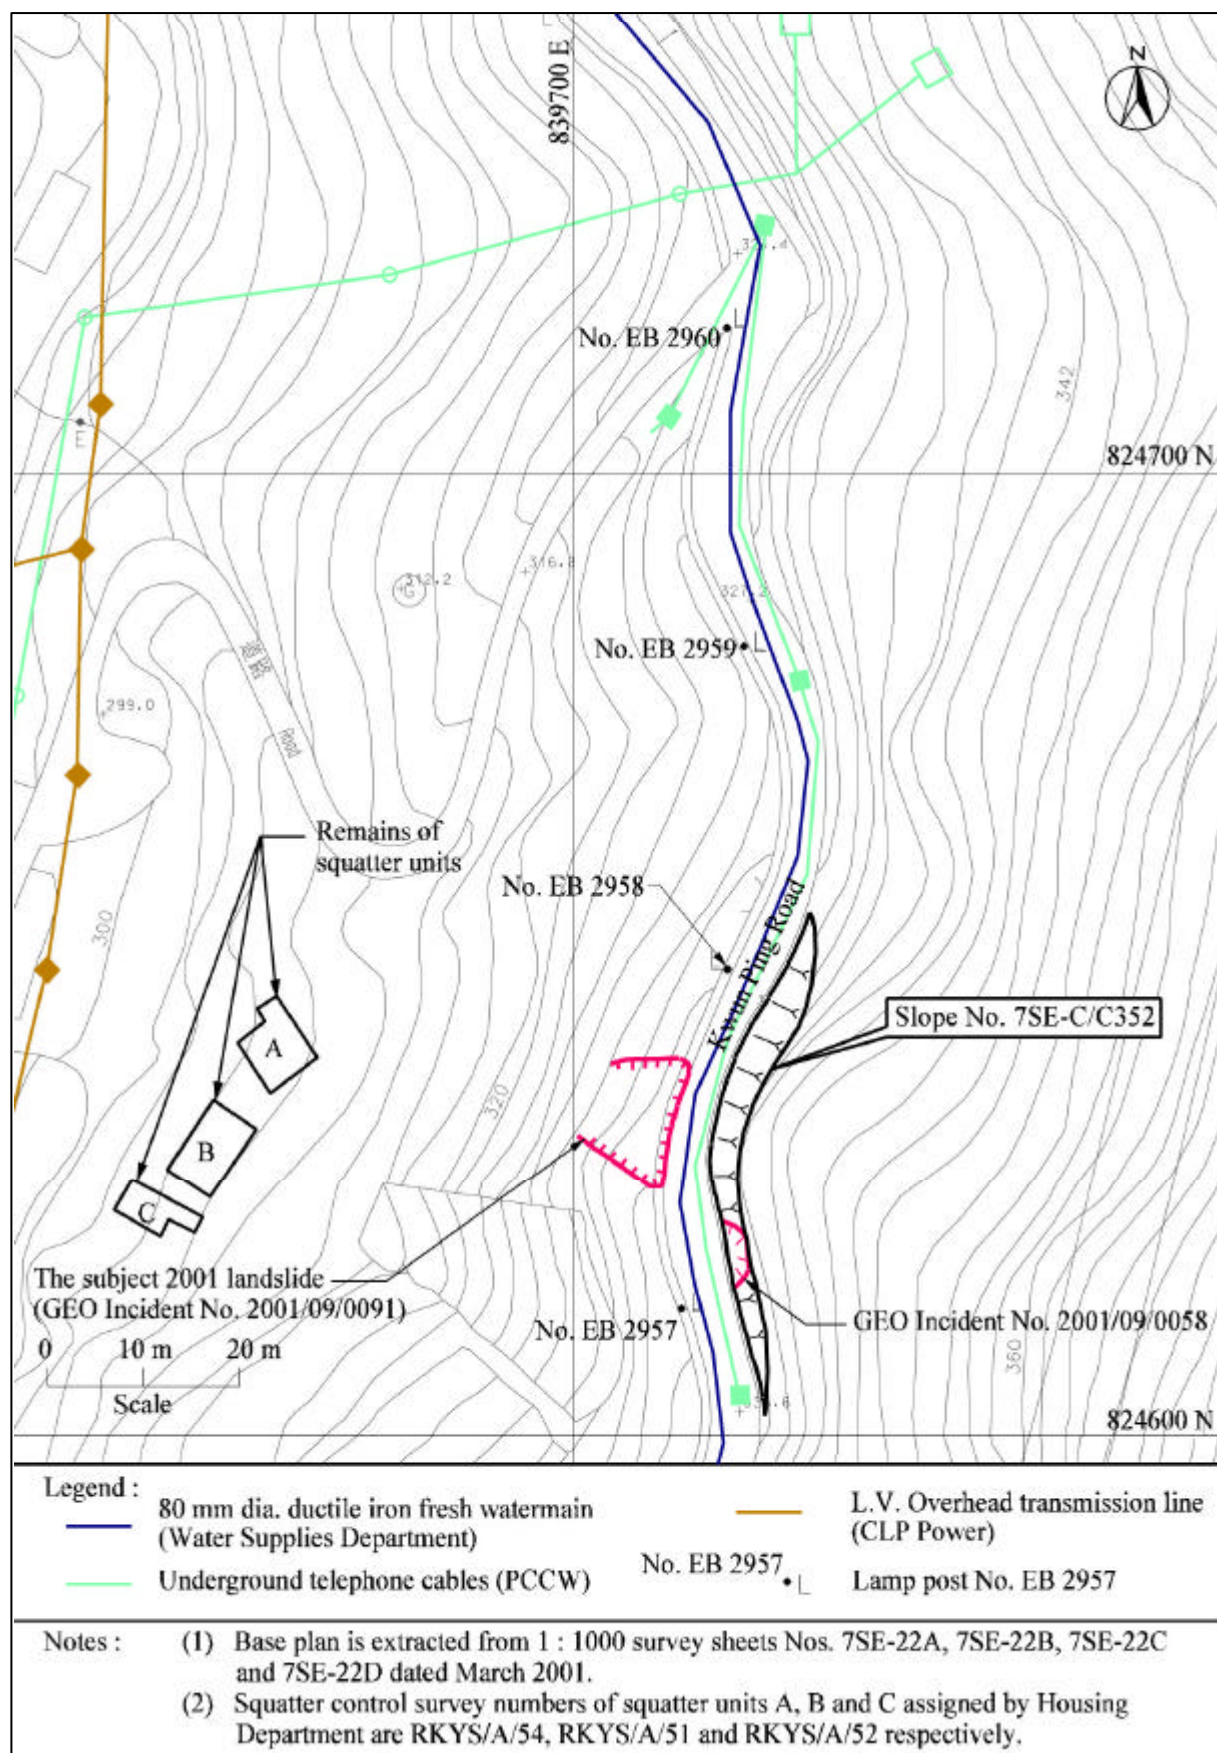 N
839700 E
No. EB 2960
342
824700 N
316.2
312.2
G
327.2
No. EB 2959
299.0
Road
Remains of
squatter units
No. EB 2958
300
Kwun Ping Road
Slope No. 7SE-C/C352
A
320
B
C
The subject 2001 landslide
(GEO Incident No. 2001/09/0091)
No. EB 2957
GEO Incident No. 2001/09/0058
0 10 m 20 m
Scale
360
824600 N
Legend :
80 mm dia. ductile iron fresh watermain
(Water Supplies Department)
L.V. Overhead transmission line
(CLP Power)
Underground telephone cables (PCCW)
No. EB 2957
Lamp post No. EB 2957
Notes :
(1) Base plan is extracted from 1 : 1000 survey sheets Nos. 7SE-22A, 7SE-22B, 7SE-22C
and 7SE-22D dated March 2001.
(2) Squatter control survey numbers of squatter units A, B and C assigned by Housing
Department are RKYS/A/54, RKYS/A/51 and RKYS/A/52 respectively.